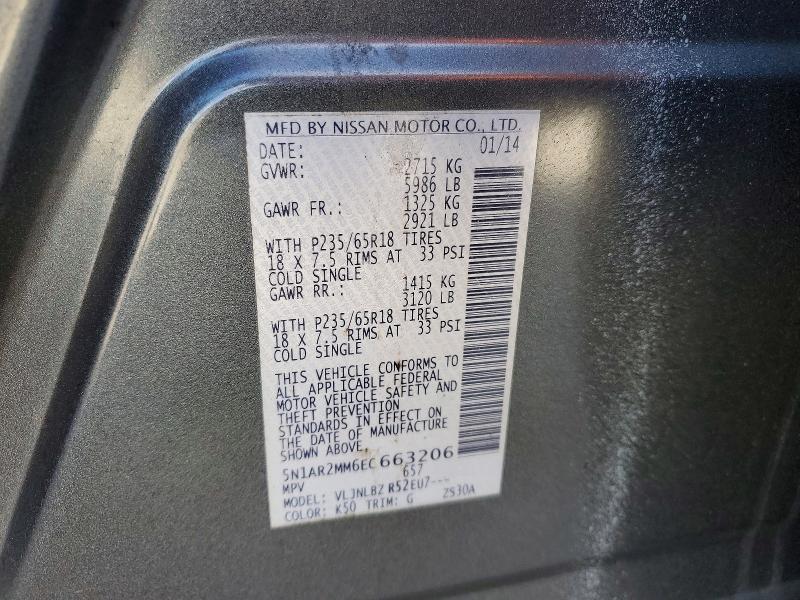 MFD BY NISSAN MOTOR CO., LTD.
DATE: 01/14
GVWR: 2715 KG
5986 LB
GAWR FR.: 1325 KG
2921 LB
WITH P235/65R18 TIRES
18 X 7.5 RIMS AT 33 PSI
COLD SINGLE
GAWR RR.: 1415 KG
3120 LB
WITH P235/65R18 TIRES
18 X 7.5 RIMS AT 33 PSI
COLD SINGLE
THIS VEHICLE CONFORMS TO
ALL APPLICABLE FEDERAL
MOTOR VEHICLE SAFETY AND
THEFT PREVENTION
STANDARDS IN EFFECT ON
THE DATE OF MANUFACTURE
SHOWN ABOVE.
5N1AR2MM6EC663206
MPV 657
MODEL: VLJNLBZ R52EU7---
COLOR: K50 TRIM: G ZS30A